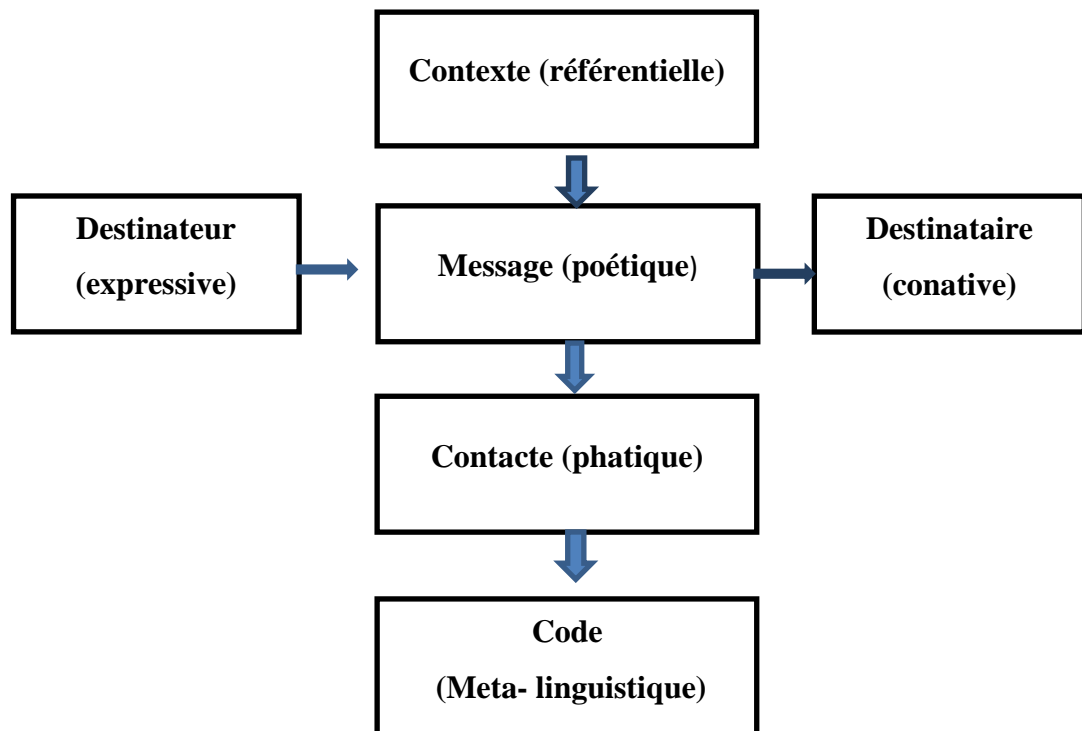 Contexte (référentielle)
Destinateur
(expressive)
Message (poétique)
Destinataire
(conative)
Contacte (phatique)
Code
(Meta- linguistique)